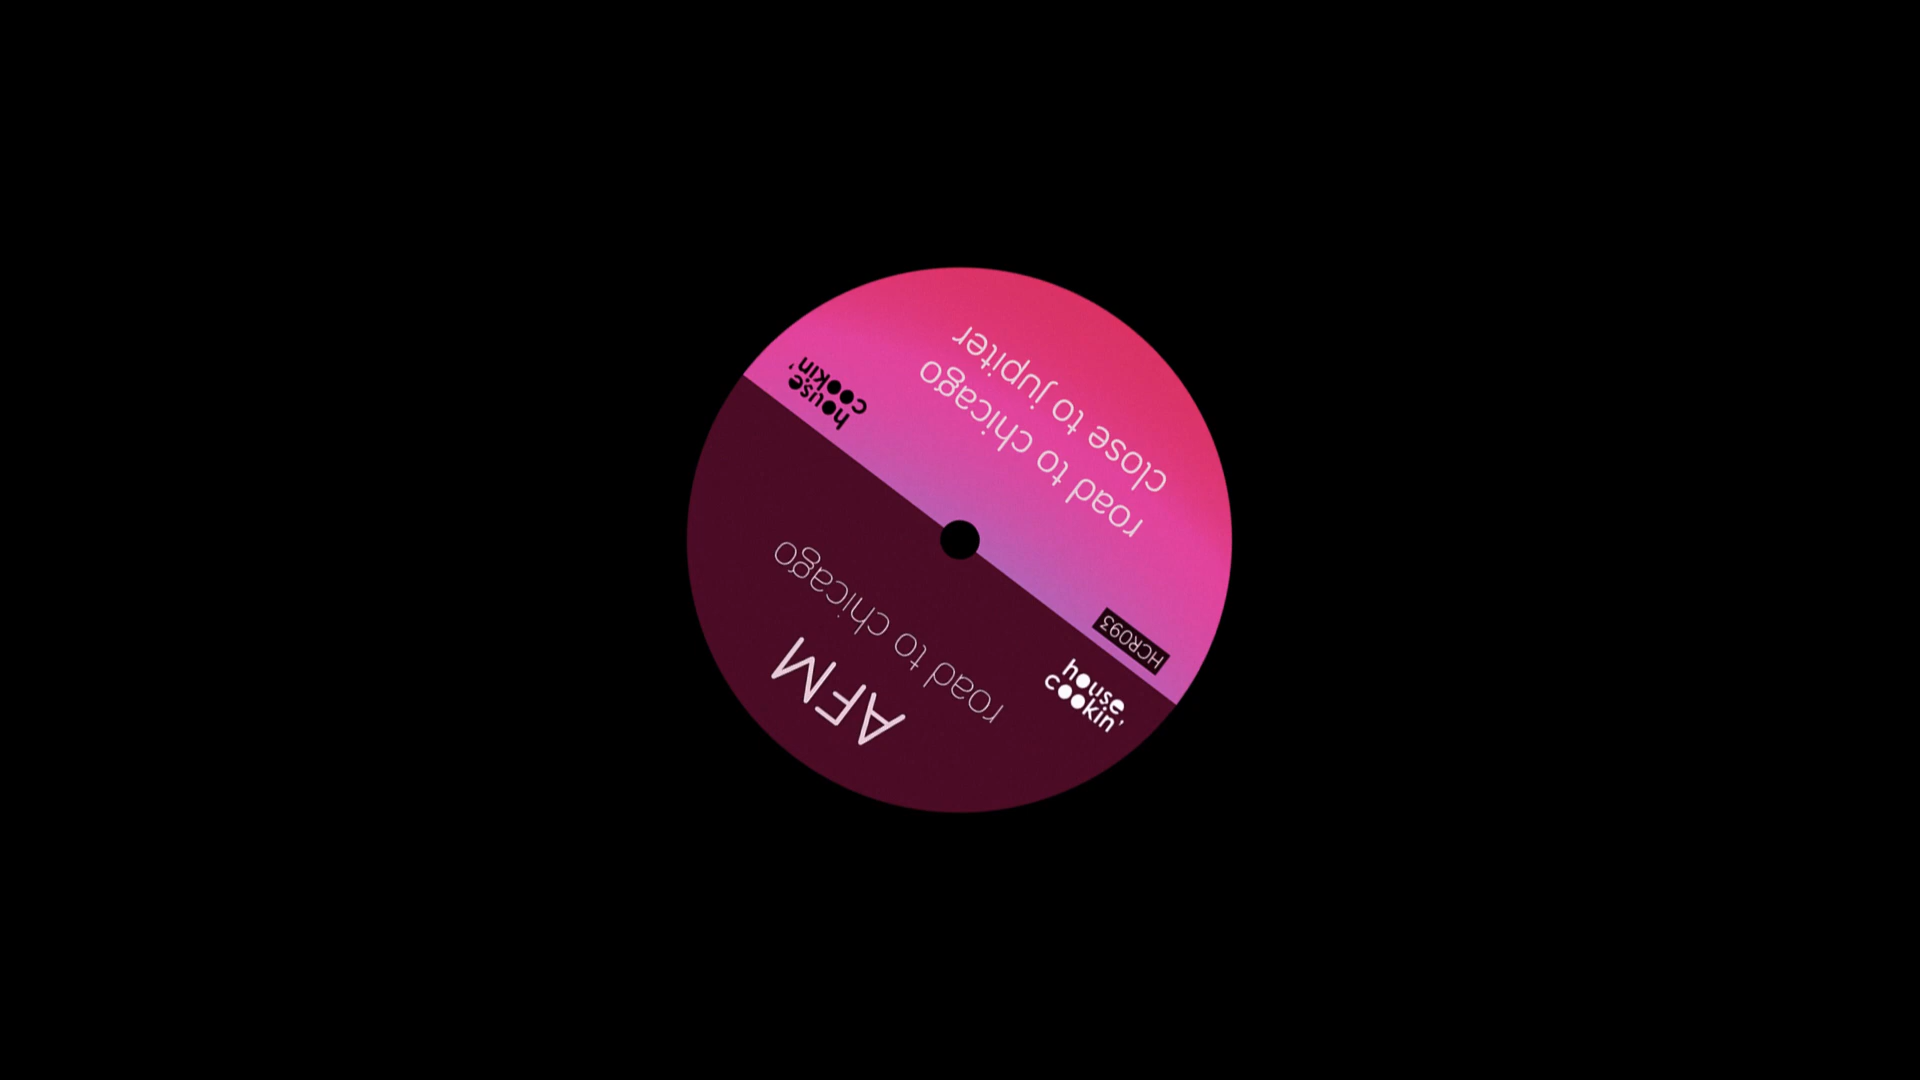 AFM
road to chicago
house
cookin'
HCR093
house
cookin'
road to chicago
close to jupiter